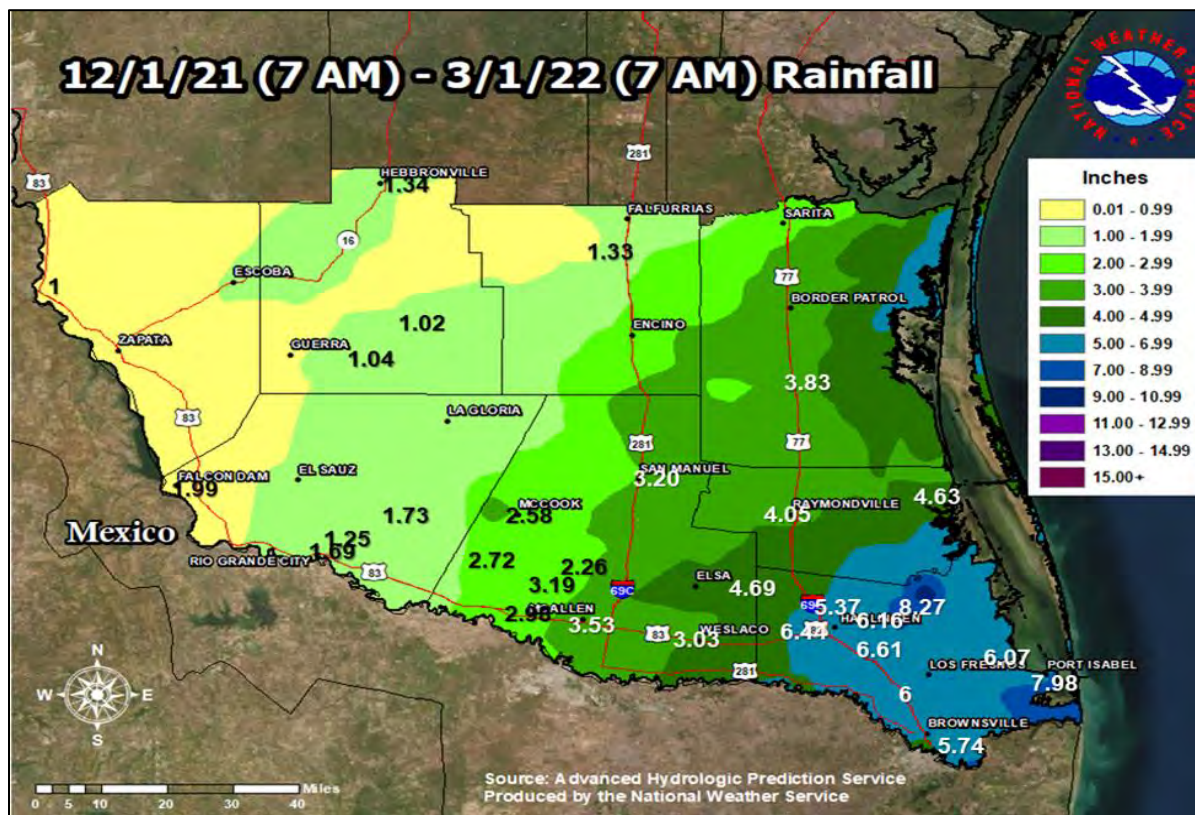 12/1/21 (7 AM) - 3/1/22 (7 AM) Rainfall
NATIONAL WEATHER SERVICE
Inches
0.01 - 0.99
1.00 - 1.99
2.00 - 2.99
3.00 - 3.99
4.00 - 4.99
5.00 - 6.99
7.00 - 8.99
9.00 - 10.99
11.00 - 12.99
13.00 - 14.99
15.00+
281
83
HEBBRONVILLE
1.34
FALFURRIAS
SARITA
16
1.33
ESCOBA
77
1
BORDER PATROL
1.02
ENCINO
ZAPATA
GUERRA
1.04
3.83
83
LA GLORIA
281
77
FALCON DAM
1.99
EL SAUZ
SAN MANUEL
3.20
4.63
MCCOOK
2.58
1.73
RAYMONDVILLE
4.05
Mexico
1.25
RIO GRANDE CITY
83
2.72
2.26
3.19
69C
ELSA
4.69
5.37
8.27
6.16
3.53
83
WESLACO
3.03
6.44
6.61
281
LOS FRESNOS
6.07
PORT ISABEL
7.98
6
BROWNSVILLE
5.74
N
W E
S
0 5 10 20 30 40 Miles
Source: Advanced Hydrologic Prediction Service
Produced by the National Weather Service